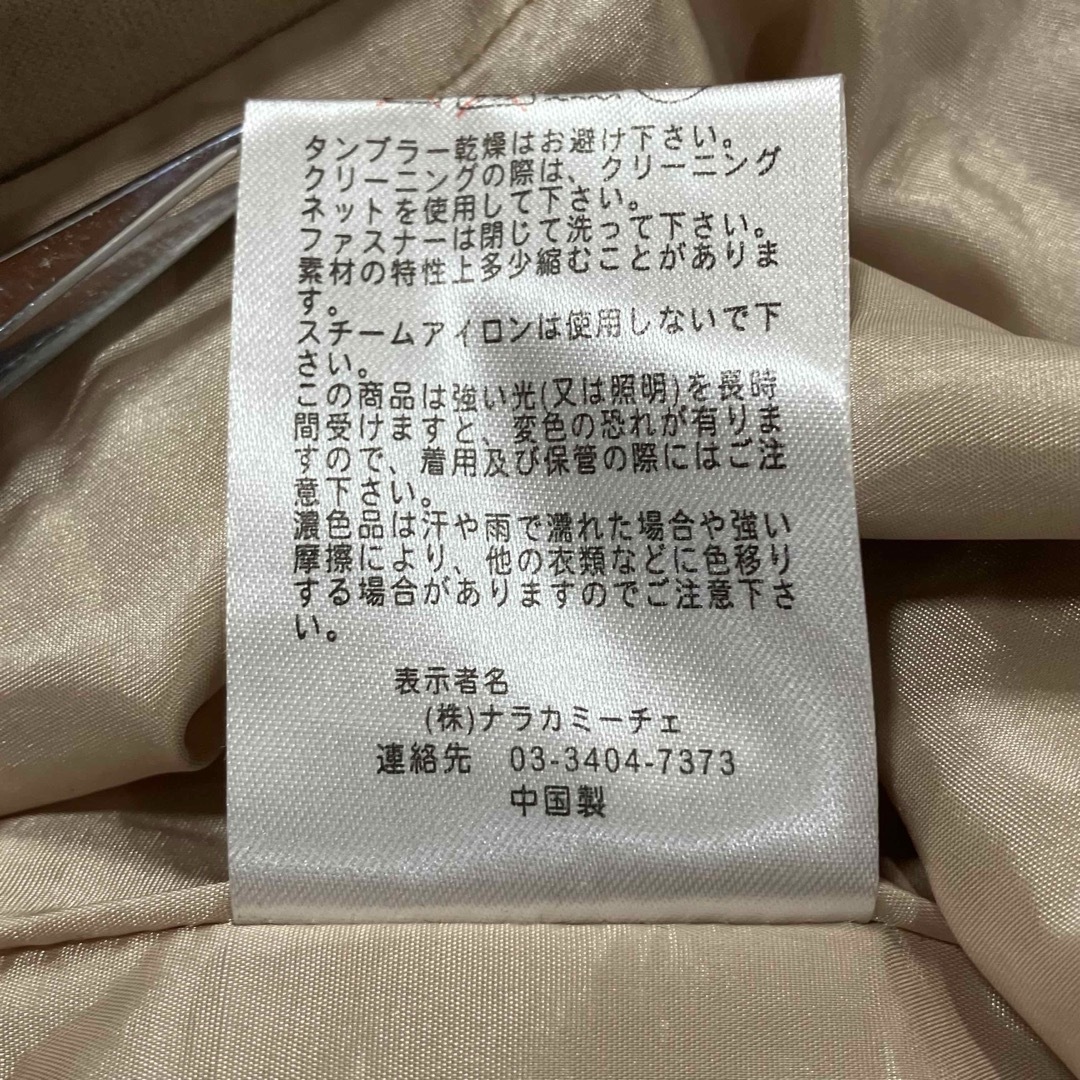 タンブラー乾燥はお避け下さい。
クリーニングの際は、クリーニング
ネットを使用して下さい。
ファスナーは閉じて洗って下さい。
素材の特性上多少縮むことがありま
す。
スチームアイロンは使用しないで下
さい。
この商品は強い光(又は照明)を長時
間受けますと、変色の恐れが有りま
すので、着用及び保管の際にはご注
意下さい。
濃色品は汗や雨で濡れた場合や強い
摩擦により、他の衣類などに色移り
する場合がありますのでご注意下さ
い。
表示者名
(株)ナラカミーチェ
連絡先 03-3404-7373
中国製